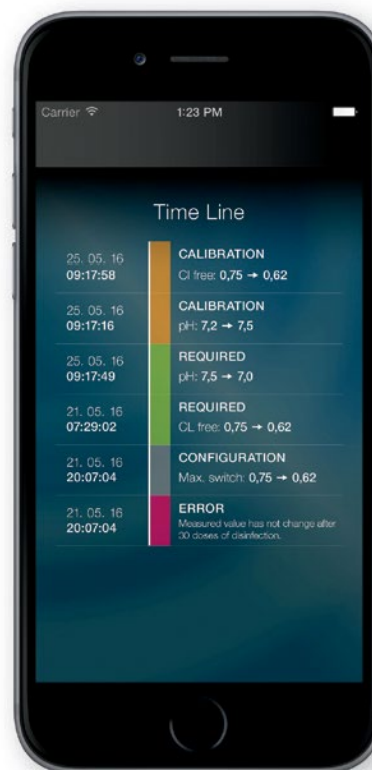 Carrier 1:23 PM
Time Line
25. 05. 16 CALIBRATION
09:17:58 Cl free: 0,75 → 0,62
25. 05. 16 CALIBRATION
09:17:16 pH: 7,2 → 7,5
25. 05. 16 REQUIRED
09:17:49 pH: 7,5 → 7,0
21. 05. 16 REQUIRED
07:29:02 CL free: 0,75 → 0,62
21. 05. 16 CONFIGURATION
20:07:04 Max. switch: 0,75 → 0,62
21. 05. 16 ERROR
20:07:04 Measured value has not change after
30 doses of disinfection.